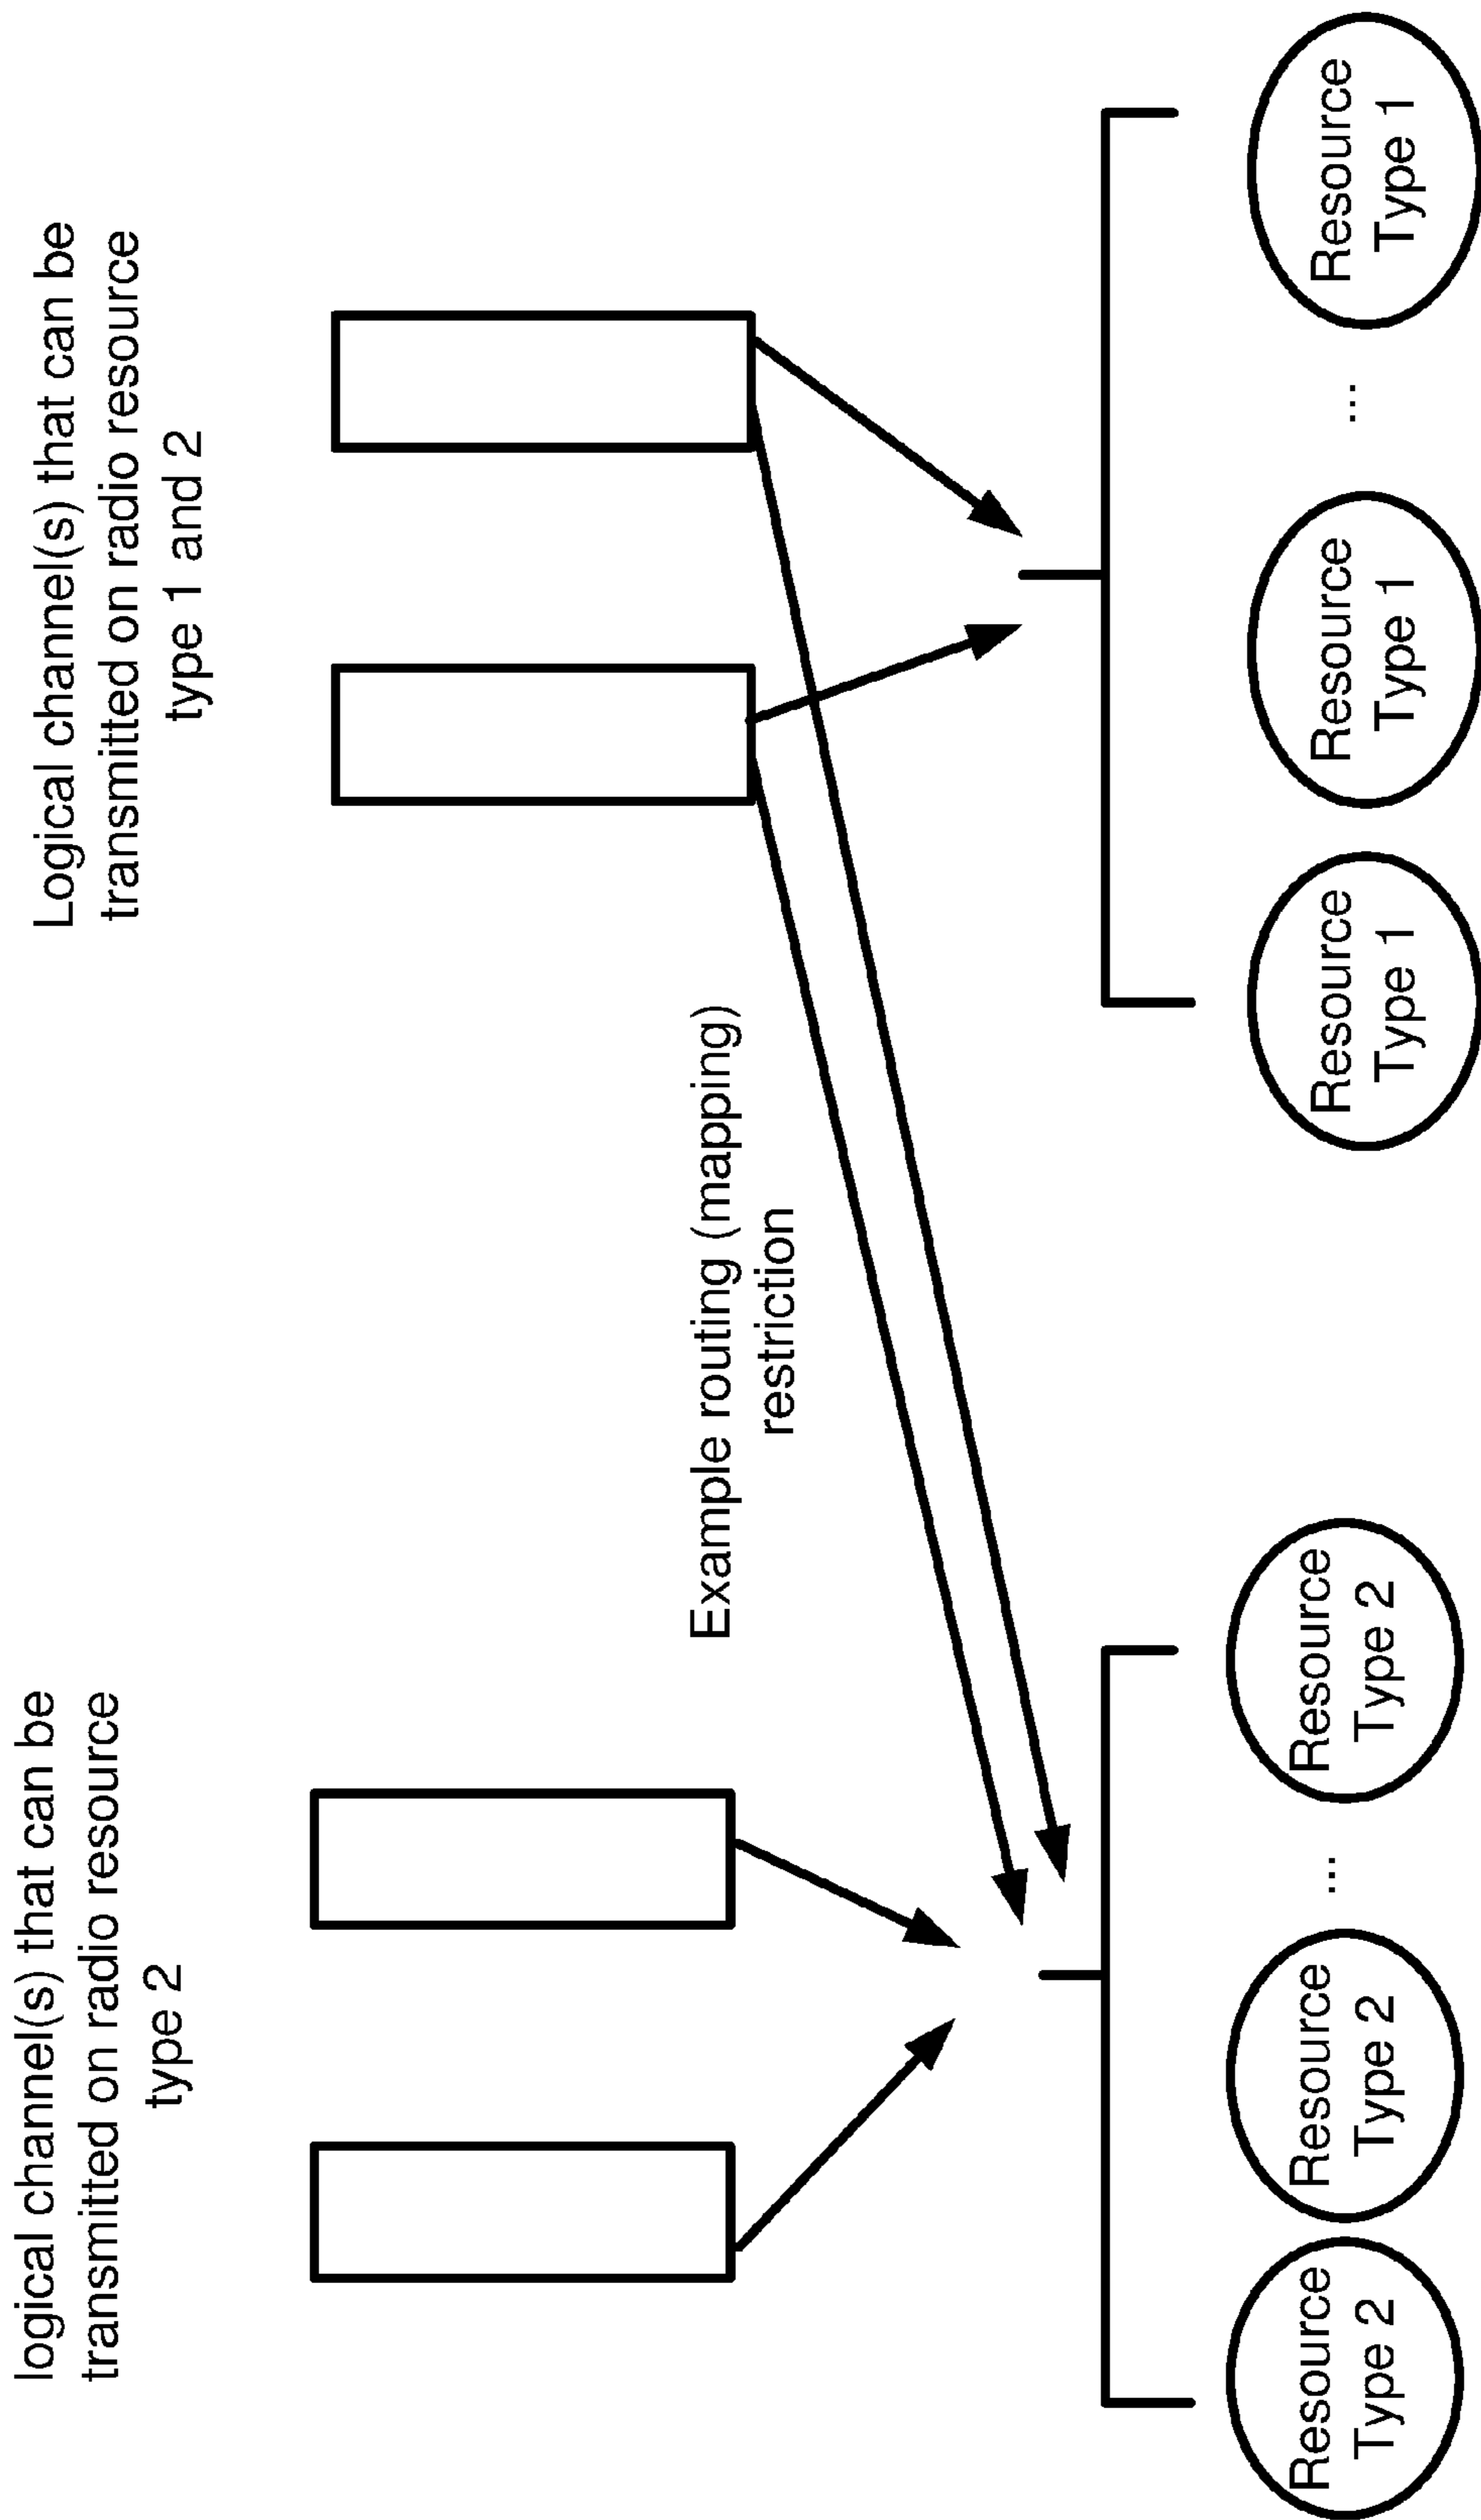 logical channel(s) that can be
transmitted on radio resource
type 2
Logical channel(s) that can be
transmitted on radio resource
type 1 and 2
Example routing (mapping)
restriction
Resource
Type 2
Resource
Type 2
...
Resource
Type 2
Resource
Type 1
Resource
Type 1
...
Resource
Type 1